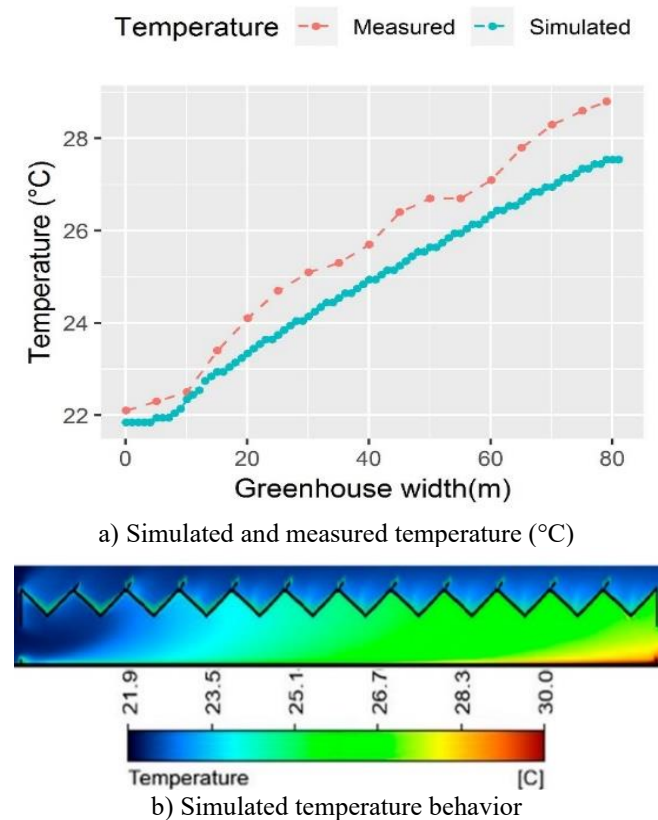 Temperature Measured Simulated
28
26
24
22
Temperature (°C)
0 20 40 60 80
Greenhouse width(m)
a) Simulated and measured temperature (°C)
21.9 23.5 25.1 26.7 28.3 30.0
Temperature [C]
b) Simulated temperature behavior